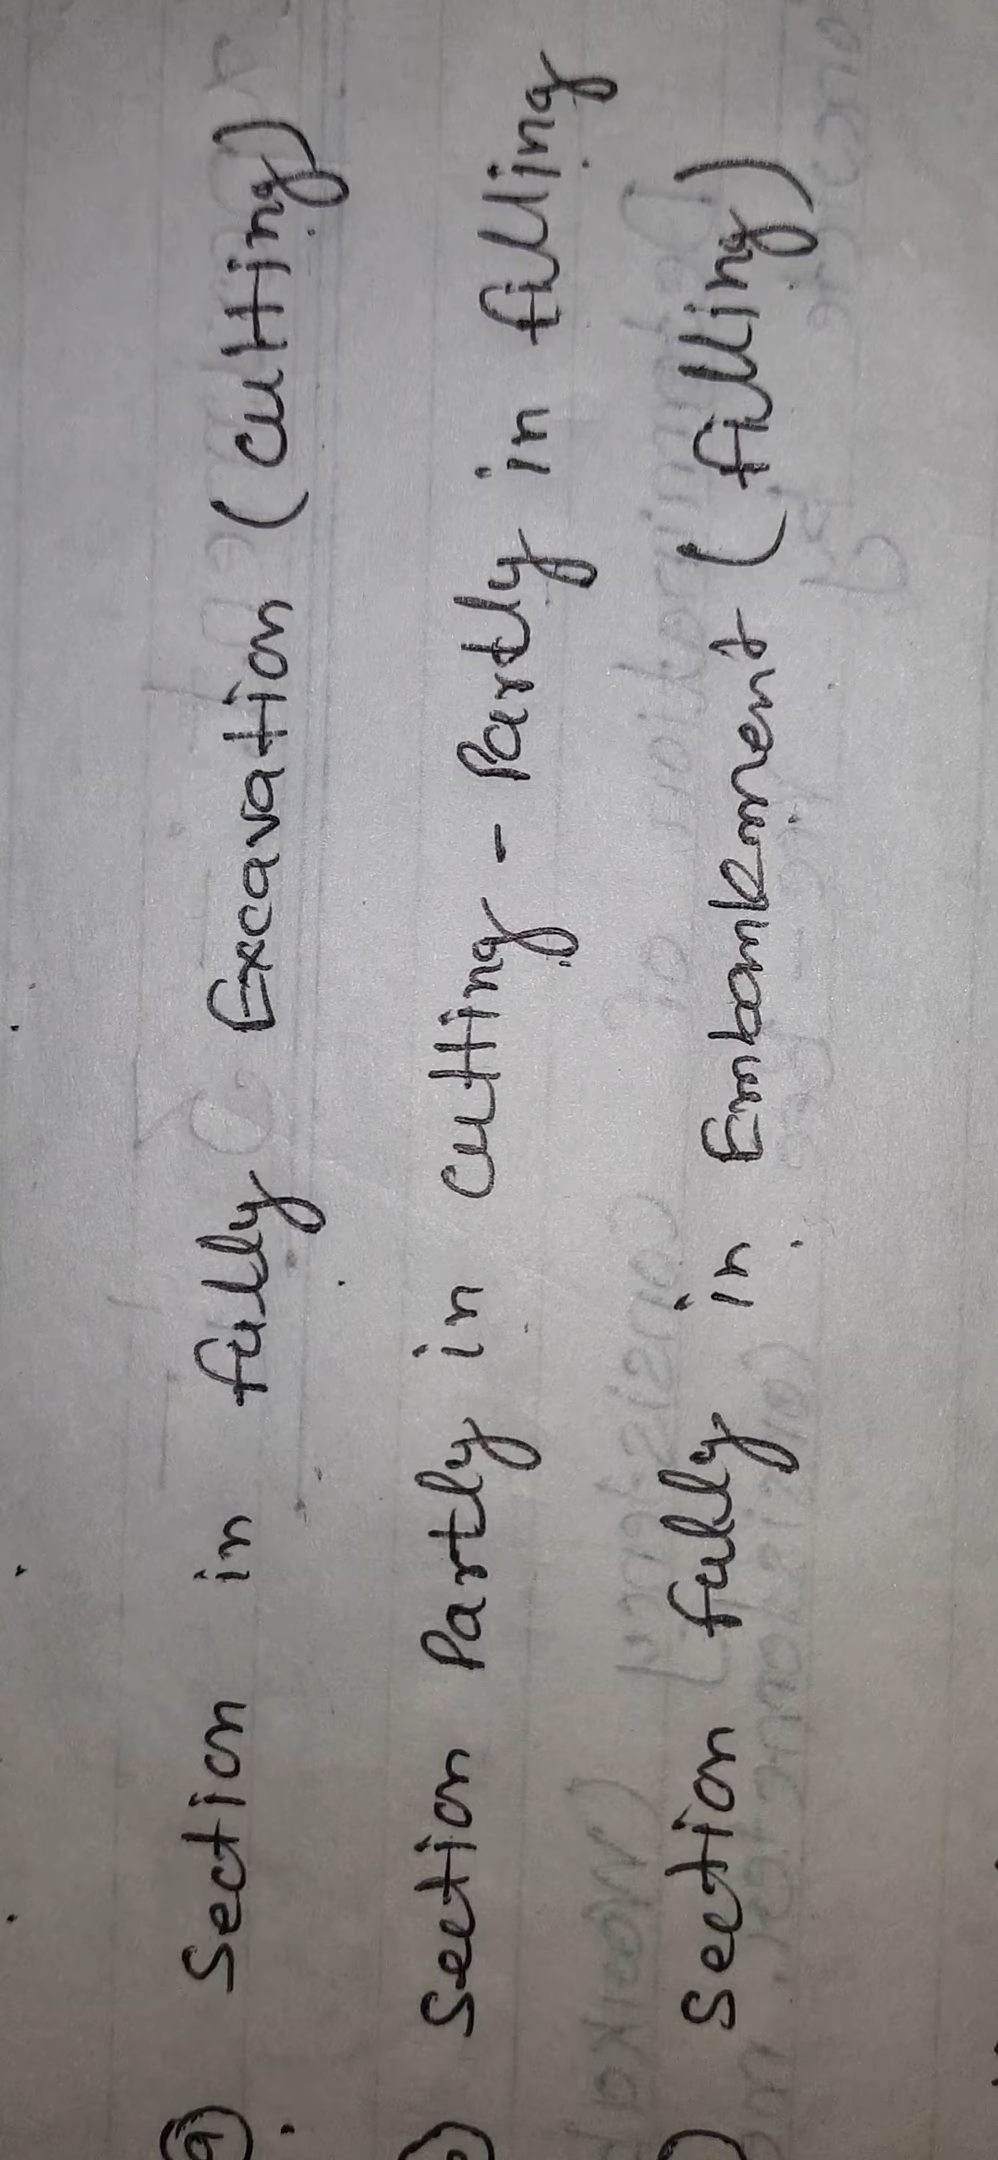 a) Section in fully Excavation (cutting)
Section Partly in cutting - Partly in filling
Section fully in Embankment (filling)